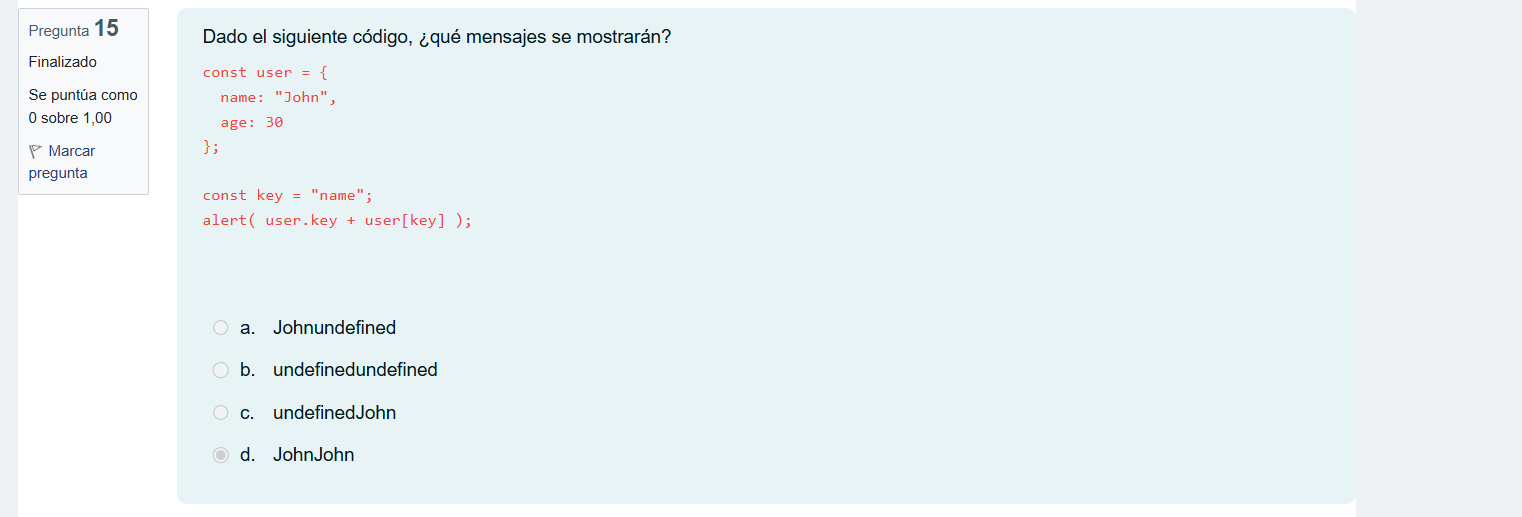 Pregunta 15
Finalizado
Se puntúa como
0 sobre 1,00
Marcar
pregunta
Dado el siguiente código, ¿qué mensajes se mostrarán?
const user = {
  name: "John",
  age: 30
};
const key = "name";
alert( user.key + user[key] );
a. Johnundefined
b. undefinedundefined
c. undefinedJohn
d. JohnJohn